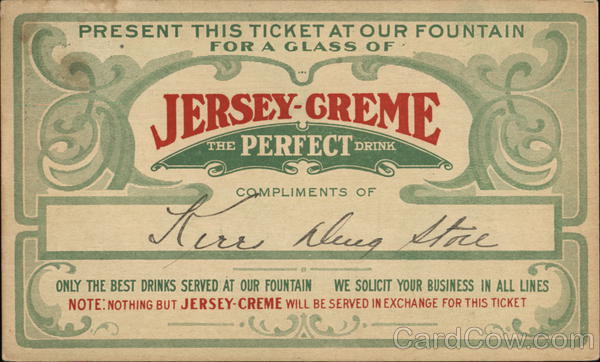 PRESENT THIS TICKET AT OUR FOUNTAIN
FOR A GLASS OF
JERSEY-CREME
THE PERFECT DRINK
COMPLIMENTS OF
Kerr Drug Store
ONLY THE BEST DRINKS SERVED AT OUR FOUNTAIN WE SOLICIT YOUR BUSINESS IN ALL LINES
NOTE: NOTHING BUT JERSEY-CREME WILL BE SERVED IN EXCHANGE FOR THIS TICKET
CardCow.com